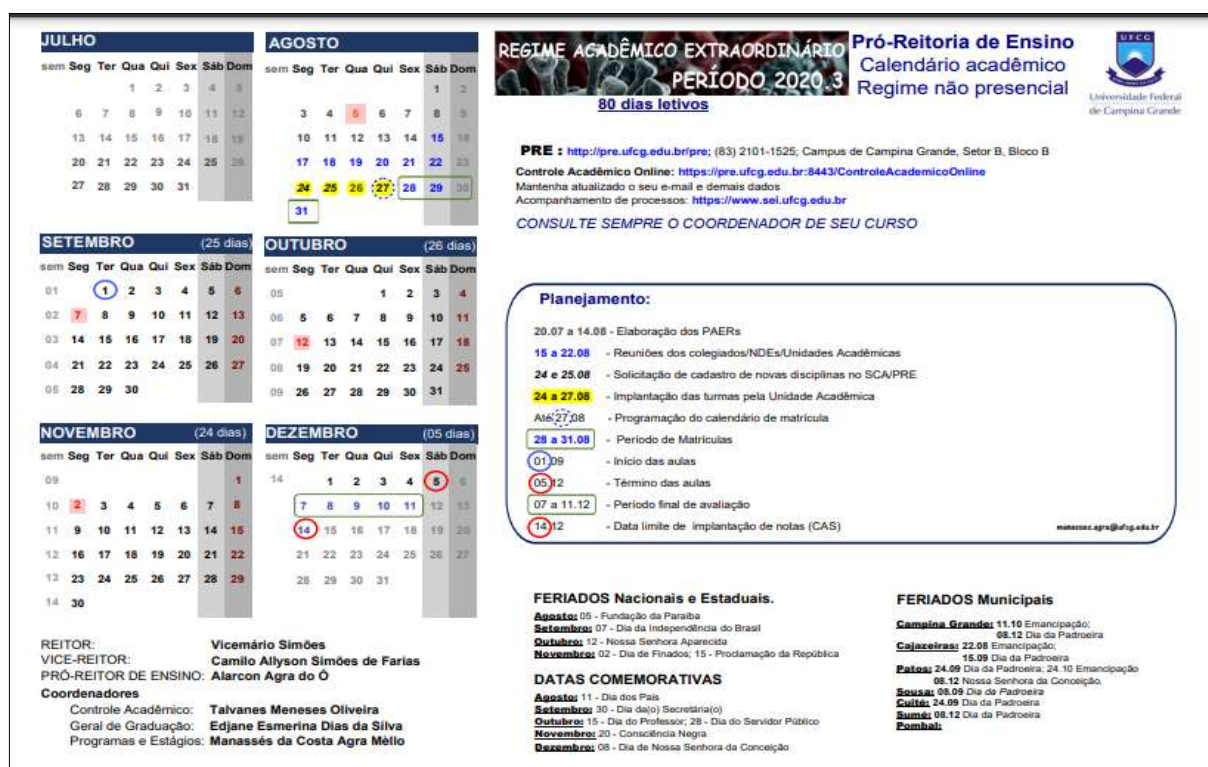 JULHO
sem Seg Ter Qua Qui Sex Sáb Dom
1 2 3 4 5
6 7 8 9 10 11 12
13 14 15 16 17 18 19
20 21 22 23 24 25 26
27 28 29 30 31
AGOSTO
sem Seg Ter Qua Qui Sex Sáb Dom
1 2
3 4 5 6 7 8 9
10 11 12 13 14 15 16
17 18 19 20 21 22 23
24 25 26 27 28 29 30
31
REGIME ACADÊMICO EXTRAORDINÁRIO
PERÍODO 2020.3
80 dias letivos
Pró-Reitoria de Ensino
Calendário acadêmico
Regime não presencial
UFCG
Universidade Federal
de Campina Grande
PRE : http://pre.ufcg.edu.br/pre; (83) 2101-1525; Campus de Campina Grande, Setor B, Bloco B
Controle Acadêmico Online: https://pre.ufcg.edu.br:8443/ControleAcademicoOnline
Mantenha atualizado o seu e-mail e demais dados
Acompanhamento de processos: https://www.sei.ufcg.edu.br
CONSULTE SEMPRE O COORDENADOR DE SEU CURSO
SETEMBRO (25 dias)
sem Seg Ter Qua Qui Sex Sáb Dom
01 1 2 3 4 5 6
02 7 8 9 10 11 12 13
03 14 15 16 17 18 19 20
04 21 22 23 24 25 26 27
05 28 29 30
OUTUBRO (26 dias)
sem Seg Ter Qua Qui Sex Sáb Dom
05 1 2 3 4
06 5 6 7 8 9 10 11
07 12 13 14 15 16 17 18
08 19 20 21 22 23 24 25
09 26 27 28 29 30 31
NOVEMBRO (24 dias)
sem Seg Ter Qua Qui Sex Sáb Dom
09 1
10 2 3 4 5 6 7 8
11 9 10 11 12 13 14 15
12 16 17 18 19 20 21 22
13 23 24 25 26 27 28 29
14 30
DEZEMBRO (05 dias)
sem Seg Ter Qua Qui Sex Sáb Dom
14 1 2 3 4 5 6
7 8 9 10 11 12 13
14 15 16 17 18 19 20
21 22 23 24 25 26 27
28 29 30 31
Planejamento:
20.07 a 14.08 - Elaboração dos PAERs
15 a 22.08 - Reuniões dos colegiados/NDEs/Unidades Acadêmicas
24 e 25.08 - Solicitação de cadastro de novas disciplinas no SCA/PRE
24 a 27.08 - Implantação das turmas pela Unidade Acadêmica
Até 27.08 - Programação do calendário de matrícula
28 a 31.08 - Período de Matrículas
01.09 - Início das aulas
05.12 - Término das aulas
07 a 11.12 - Período final de avaliação
14.12 - Data limite de implantação de notas (CAS)
manasses.agra@ufcg.edu.br
REITOR: Vicemário Simões
VICE-REITOR: Camilo Allyson Simões de Farias
PRÓ-REITOR DE ENSINO: Alarcon Agra do Ó
Coordenadores
Controle Acadêmico: Talvanes Meneses Oliveira
Geral de Graduação: Edjane Esmerina Dias da Silva
Programas e Estágios: Manassés da Costa Agra Mèllo
FERIADOS Nacionais e Estaduais.
Agosto: 05 - Fundação da Paraíba
Setembro: 07 - Dia da Independência do Brasil
Outubro: 12 - Nossa Senhora Aparecida
Novembro: 02 - Dia de Finados; 15 - Proclamação da República
DATAS COMEMORATIVAS
Agosto: 11 - Dia dos Pais
Setembro: 30 - Dia da(o) Secretária(o)
Outubro: 15 - Dia do Professor; 28 - Dia do Servidor Público
Novembro: 20 - Consciência Negra
Dezembro: 08 - Dia de Nossa Senhora da Conceição
FERIADOS Municipais
Campina Grande: 11.10 Emancipação;
08.12 Dia da Padroeira
Cajazeiras: 22.08 Emancipação;
15.09 Dia da Padroeira
Patos: 24.09 Dia da Padroeira; 24.10 Emancipação
08.12 Nossa Senhora da Conceição.
Sousa: 08.09 Dia da Padroeira
Cuité: 24.09 Dia da Padroeira
Sumé: 08.12 Dia da Padroeira
Pombal: